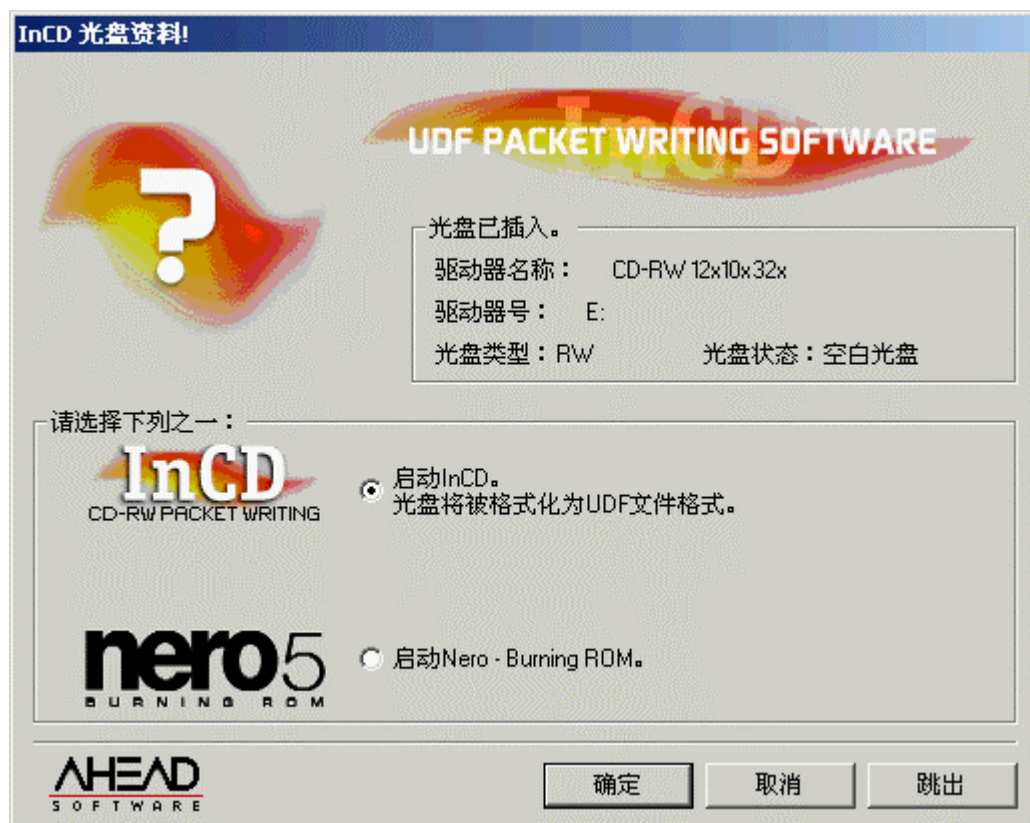 InCD 光盘资料!
?
InCD
UDF PACKET WRITING SOFTWARE
光盘已插入。
驱动器名称： CD-RW 12x10x32x
驱动器号： E:
光盘类型：RW 光盘状态：空白光盘
请选择下列之一：
InCD
CD-RW PACKET WRITING
启动InCD。
光盘将被格式化为UDF文件格式。
nero5
BURNING ROM
启动Nero - Burning ROM。
AHEAD
SOFTWARE
确定 取消 跳出